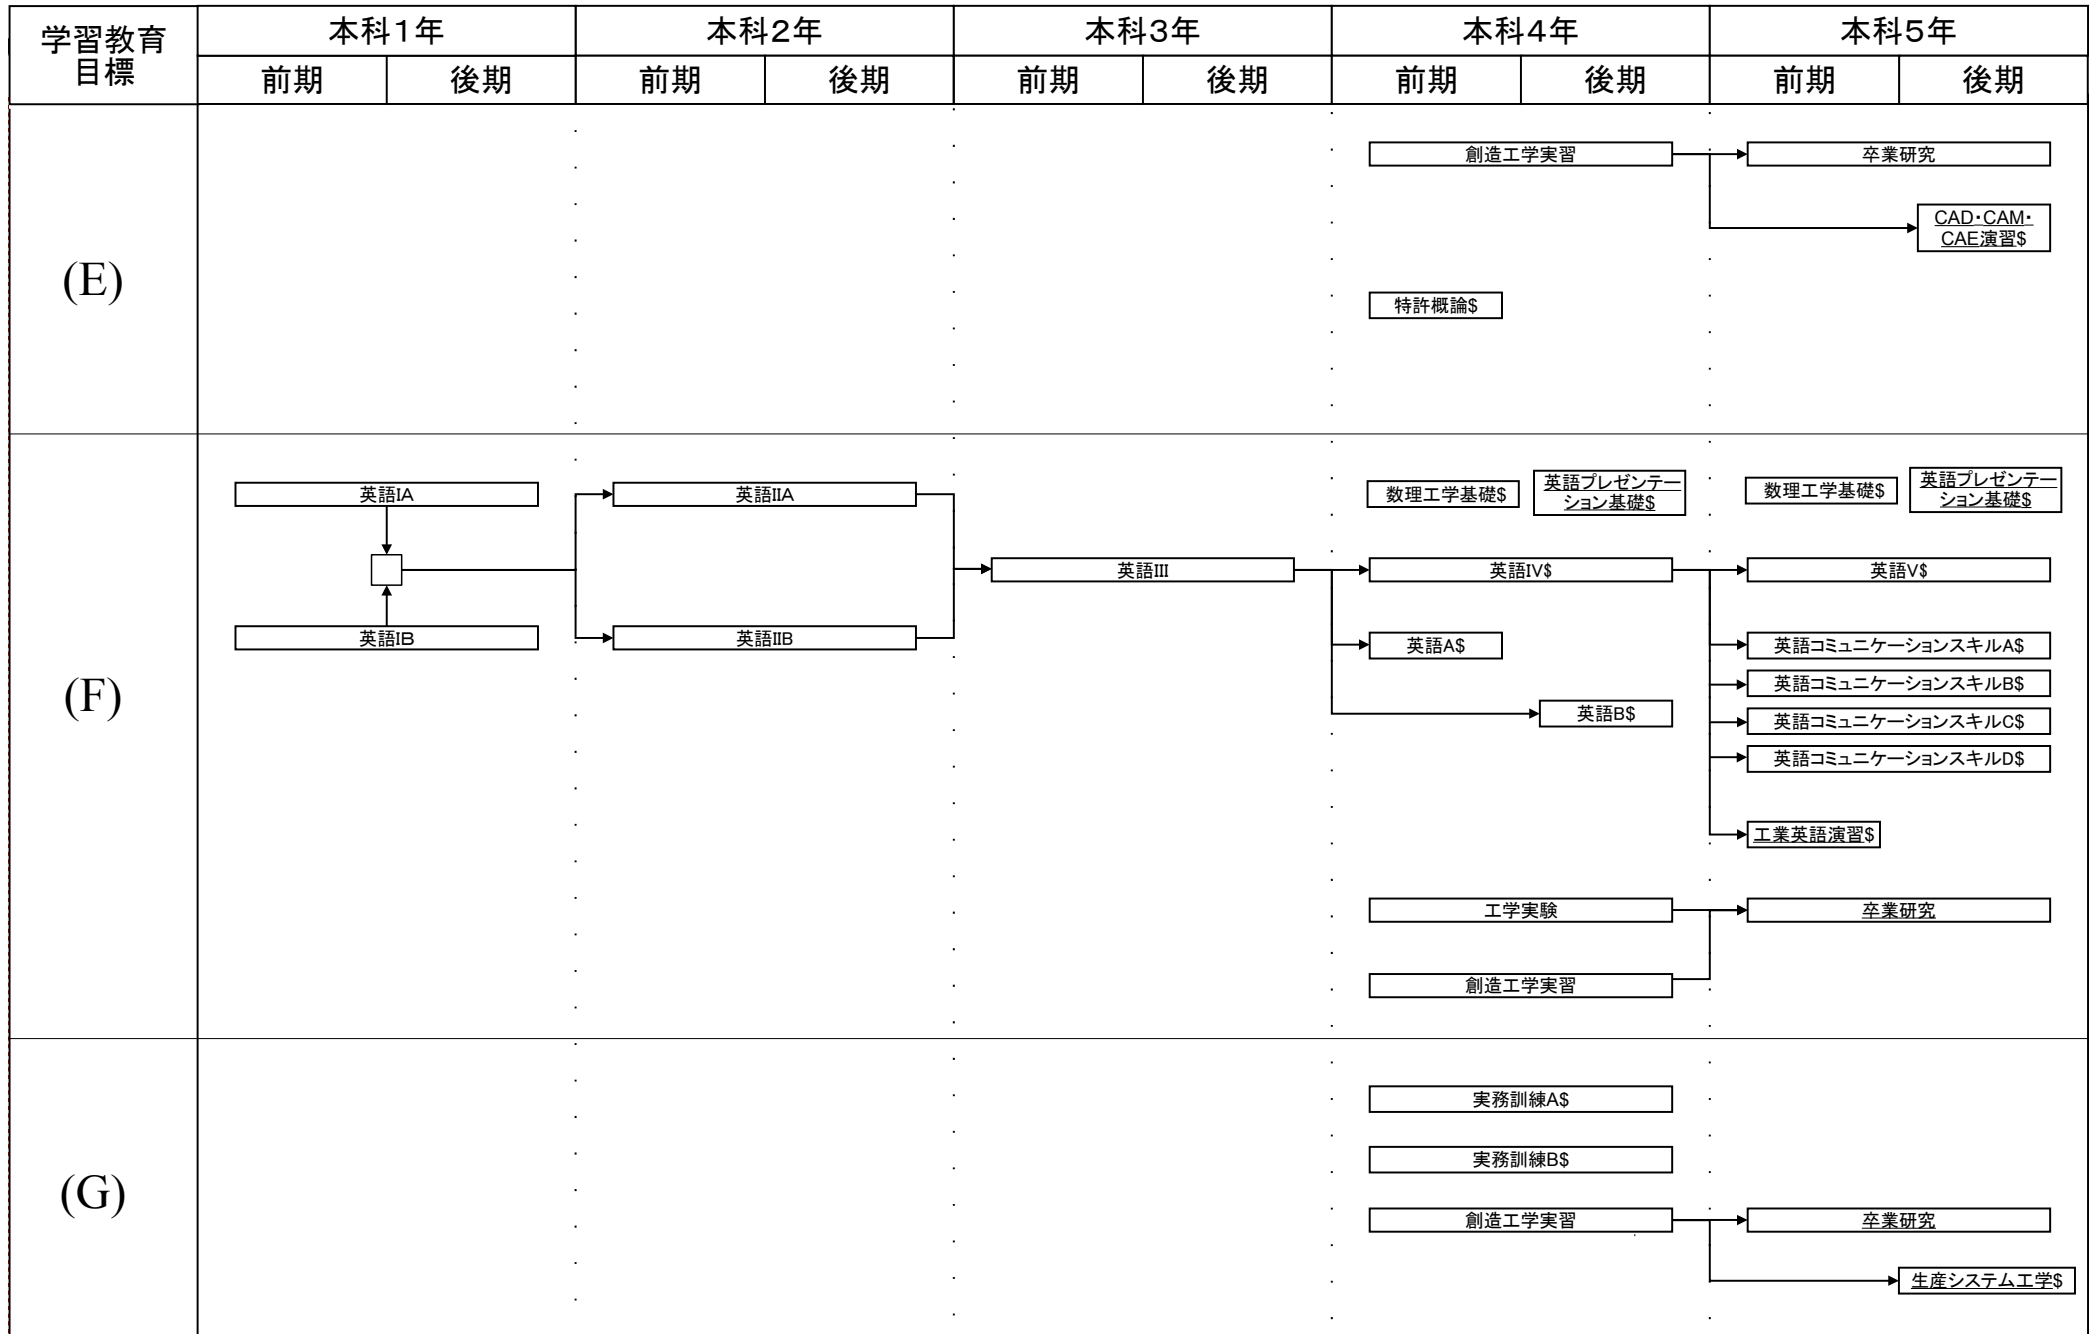 学習教育
目標
本科1年
本科2年
本科3年
本科4年
本科5年
前期
後期
前期
後期
前期
後期
前期
後期
前期
後期
(E)
創造工学実習
卒業研究
CAD・CAM・
CAE演習$
特許概論$
(F)
英語IA
英語IIA
数理工学基礎$
英語プレゼンテー
ション基礎$
数理工学基礎$
英語プレゼンテー
ション基礎$
英語III
英語IV$
英語V$
英語IB
英語IIB
英語A$
英語コミュニケーションスキルA$
英語コミュニケーションスキルB$
英語B$
英語コミュニケーションスキルC$
英語コミュニケーションスキルD$
工業英語演習$
工学実験
卒業研究
創造工学実習
(G)
実務訓練A$
実務訓練B$
創造工学実習
卒業研究
生産システム工学$